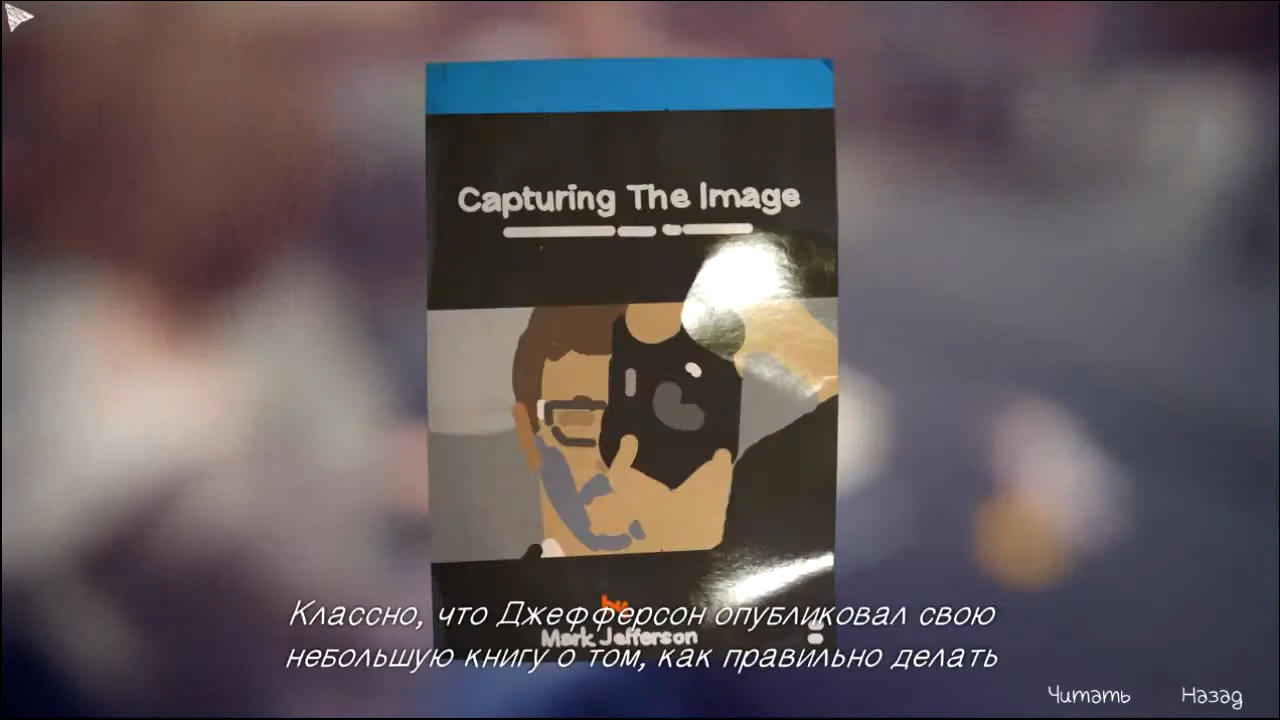 Capturing The Image
by
Mark Jefferson
Классно, что Джефферсон опубликовал свою
небольшую книгу о том, как правильно делать
Читать Назад